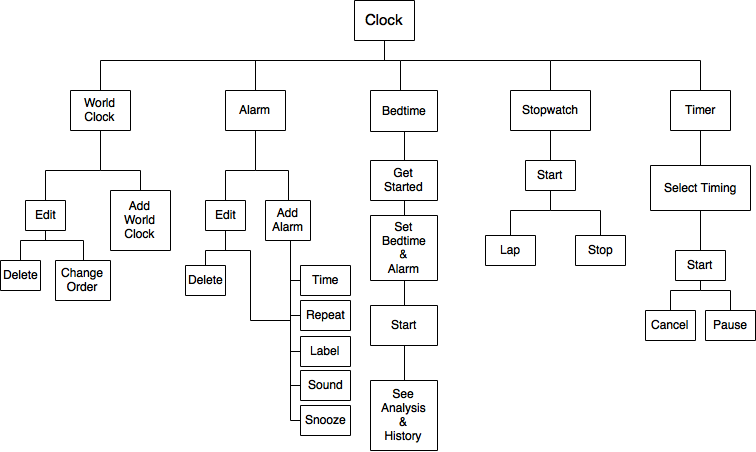 Clock
World
Clock
Alarm
Bedtime
Stopwatch
Timer
Edit
Add
World
Clock
Delete
Change
Order
Edit
Add
Alarm
Delete
Time
Repeat
Label
Sound
Snooze
Get
Started
Set
Bedtime
&
Alarm
Start
See
Analysis
&
History
Start
Lap
Stop
Select Timing
Start
Cancel
Pause